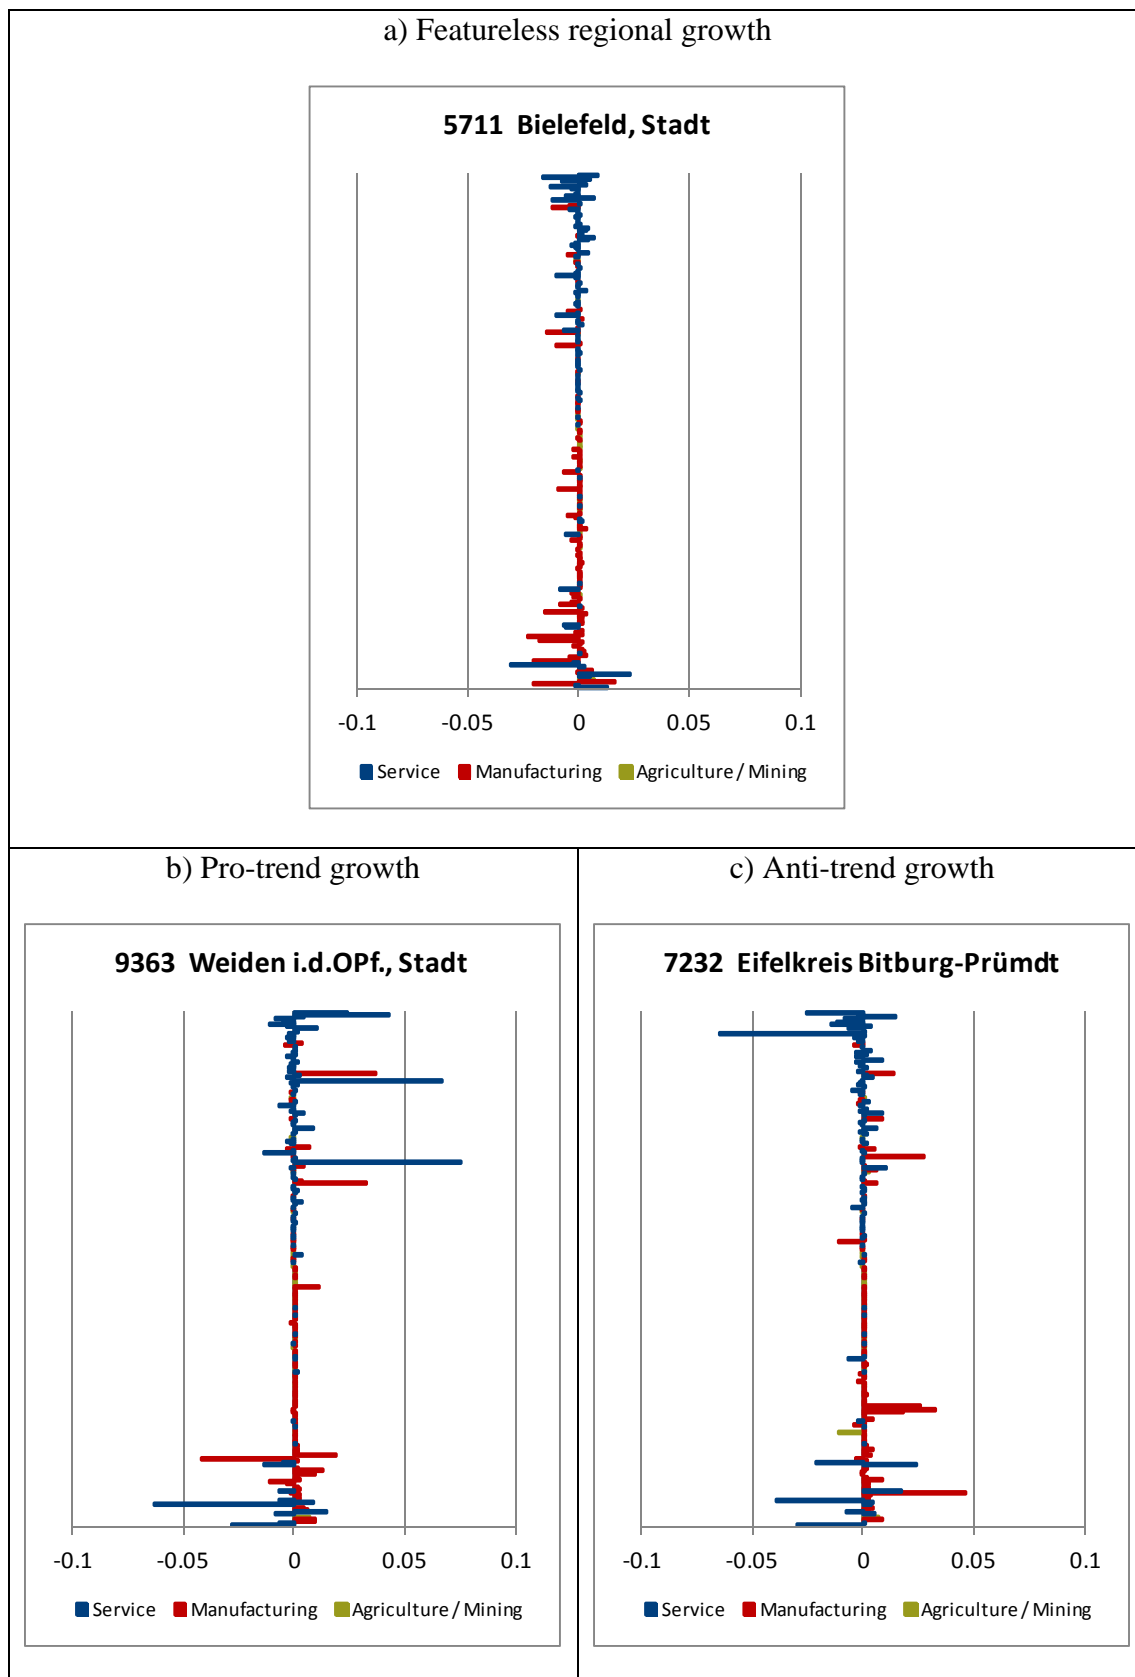 a) Featureless regional growth
5711 Bielefeld, Stadt
-0.1 -0.05 0 0.05 0.1
Service Manufacturing Agriculture / Mining
b) Pro-trend growth
9363 Weiden i.d.OPf., Stadt
-0.1 -0.05 0 0.05 0.1
Service Manufacturing Agriculture / Mining
c) Anti-trend growth
7232 Eifelkreis Bitburg-Prümdt
-0.1 -0.05 0 0.05 0.1
Service Manufacturing Agriculture / Mining